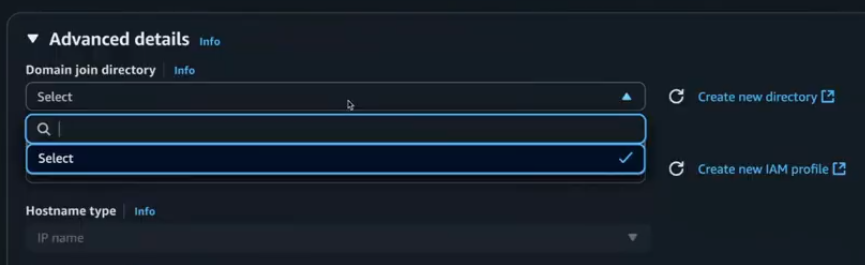 Advanced details Info
Domain join directory Info
Select
Create new directory
Select
Create new IAM profile
Hostname type Info
IP name